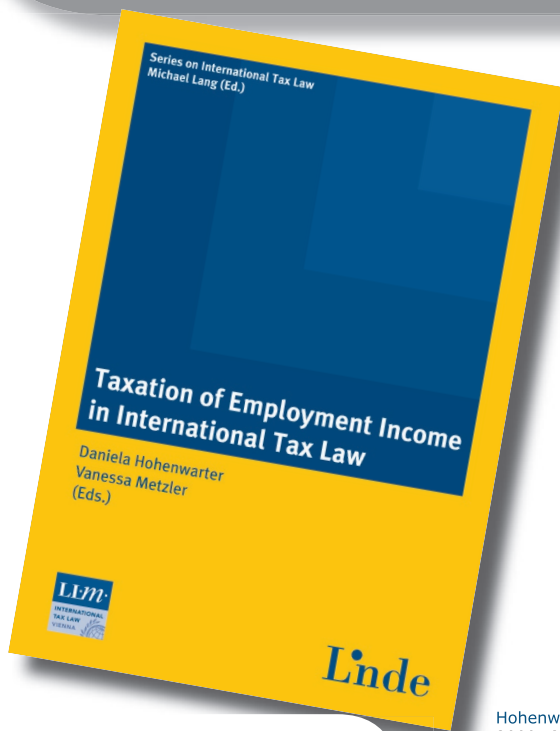 Series on International Tax Law
Michael Lang (Ed.)
Taxation of Employment Income
in International Tax Law
Daniela Hohenwarter
Vanessa Metzler
(Eds.)
LL.M.
INTERNATIONAL
TAX LAW
VIENNA
Linde
Hohenw